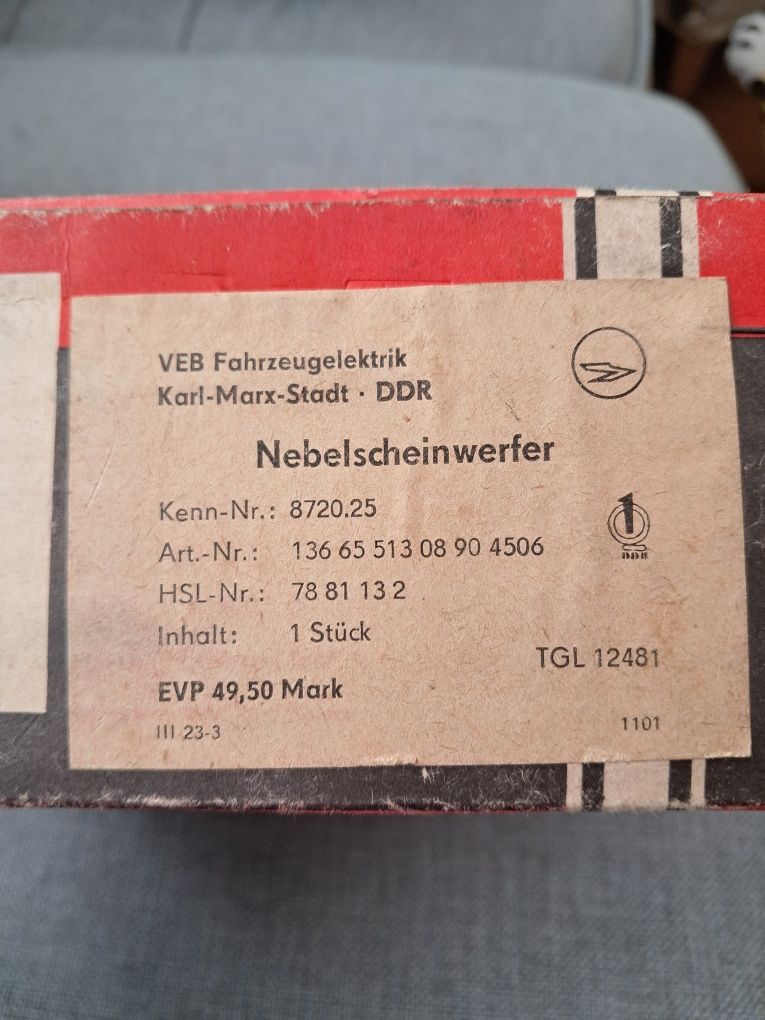 VEB Fahrzeugelektrik
Karl-Marx-Stadt · DDR
Nebelscheinwerfer
Kenn-Nr.: 8720.25
Art.-Nr.: 136 65 513 08 90 4506
HSL-Nr.: 78 81 13 2
Inhalt: 1 Stück
EVP 49,50 Mark
III 23-3
1
DDR
TGL 12481
1101